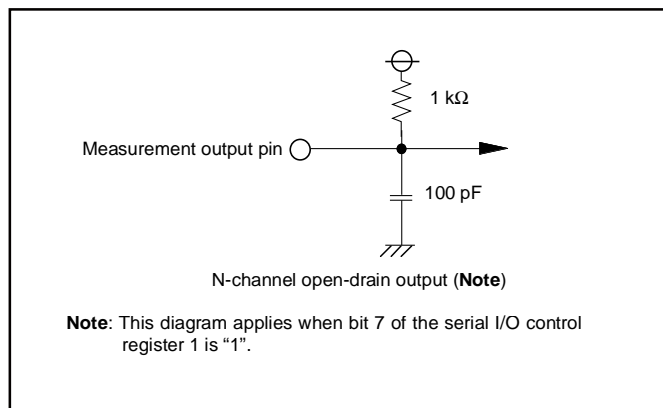 1 kΩ
Measurement output pin
100 pF
N-channel open-drain output (Note)
Note: This diagram applies when bit 7 of the serial I/O control
register 1 is “1”.